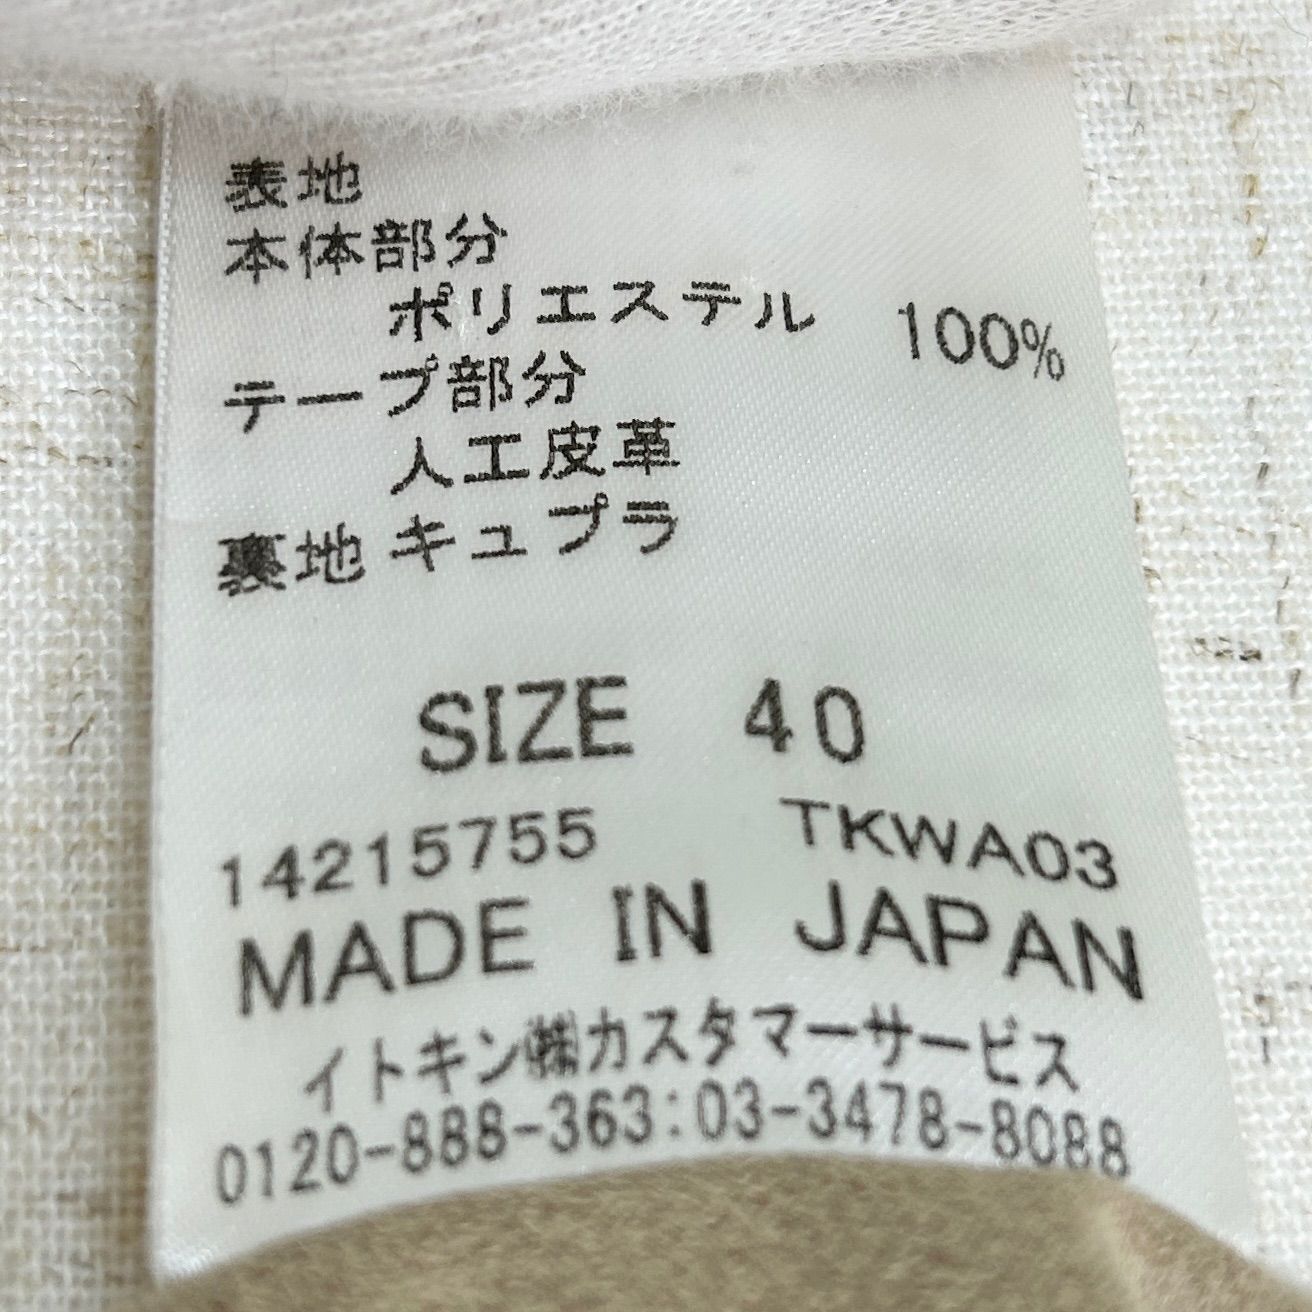 表地
本体部分
ポリエステル 100%
テープ部分
人工皮革
裏地 キュプラ
SIZE 40
14215755 TKWA03
MADE IN JAPAN
イトキン㈱カスタマーサービス
0120-888-363:03-3478-8088